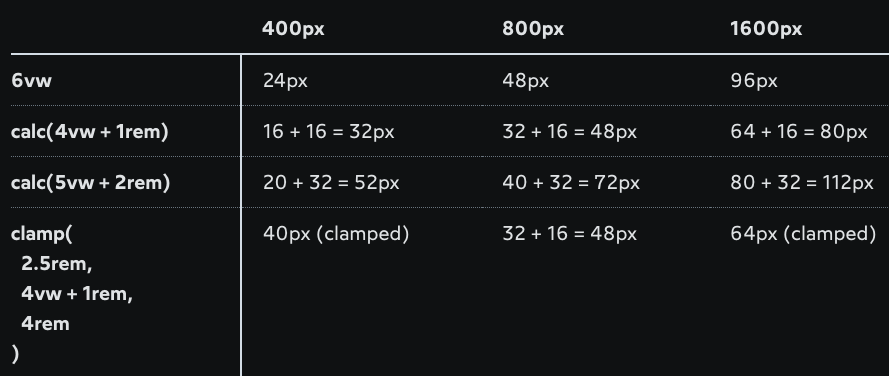 400px 800px 1600px
6vw 24px 48px 96px
calc(4vw + 1rem) 16 + 16 = 32px 32 + 16 = 48px 64 + 16 = 80px
calc(5vw + 2rem) 20 + 32 = 52px 40 + 32 = 72px 80 + 32 = 112px
clamp( 40px (clamped) 32 + 16 = 48px 64px (clamped)
2.5rem,
4vw + 1rem,
4rem
)